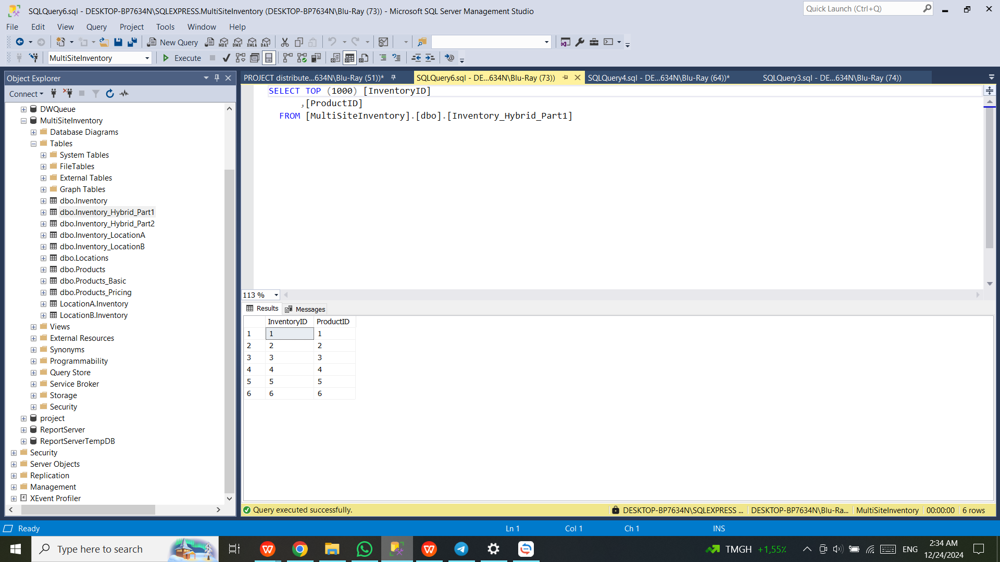 SQLQuery6.sql - DESKTOP-BP7634N\SQLEXPRESS.MultiSiteInventory (DESKTOP-BP7634N\Blu-Ray (73)) - Microsoft SQL Server Management Studio
Quick Launch (Ctrl+Q)
File Edit View Query Project Tools Window Help
New Query MDX DMX XMLA DAX
MultiSiteInventory Execute
Object Explorer
Connect
DWQueue
MultiSiteInventory
Database Diagrams
Tables
System Tables
FileTables
External Tables
Graph Tables
dbo.Inventory
dbo.Inventory_Hybrid_Part1
dbo.Inventory_Hybrid_Part2
dbo.Inventory_LocationA
dbo.Inventory_LocationB
dbo.Locations
dbo.Products
dbo.Products_Basic
dbo.Products_Pricing
LocationA.Inventory
LocationB.Inventory
Views
External Resources
Synonyms
Programmability
Query Store
Service Broker
Storage
Security
project
ReportServer
ReportServerTempDB
Security
Server Objects
Replication
Management
XEvent Profiler
PROJECT distribute...634N\Blu-Ray (51))* SQLQuery6.sql - DE...634N\Blu-Ray (73)) SQLQuery4.sql - DE...634N\Blu-Ray (64))* SQLQuery3.sql - DE...634N\Blu-Ray (74))
SELECT TOP (1000) [InventoryID]
,[ProductID]
FROM [MultiSiteInventory].[dbo].[Inventory_Hybrid_Part1]
113 %
Results Messages
InventoryID ProductID
1 1 1
2 2 2
3 3 3
4 4 4
5 5 5
6 6 6
Query executed successfully. DESKTOP-BP7634N\SQLEXPRESS ... DESKTOP-BP7634N\Blu-Ra... MultiSiteInventory 00:00:00 6 rows
Ready Ln 1 Col 1 Ch 1 INS
Type here to search TMGH +1,55% ENG 2:34 AM
12/24/2024